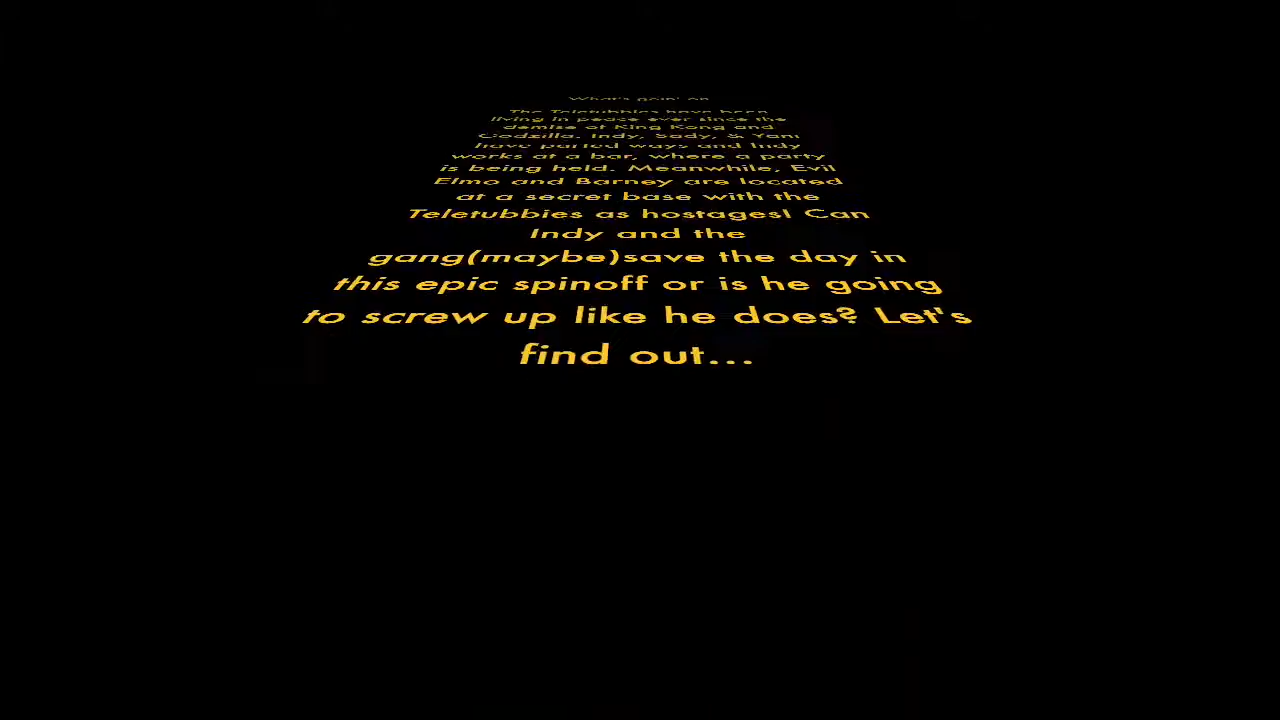 What's goin' on
The Teletubbies have been
living in peace ever since the
demise of King Kong and
Godzilla. Indy, Sady, & Yani
have parted ways and Indy
works at a bar, where a party
is being held. Meanwhile, Evil
Elmo and Barney are located
at a secret base with the
Teletubbies as hostages! Can
Indy and the
gang(maybe)save the day in
this epic spinoff or is he going
to screw up like he does? Let's
find out...